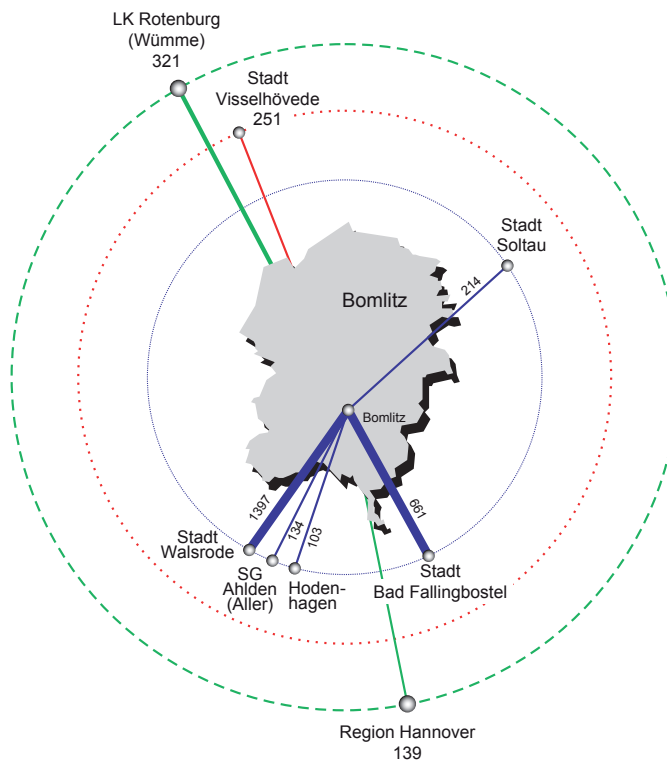 LK Rotenburg
(Wümme)
321
Stadt
Visselhövede
251
Stadt
Soltau
214
Bomlitz
Bomlitz
1397
134
103
661
Stadt
Walsrode
SG
Ahlden
(Aller)
Hoden-
hagen
Stadt
Bad Fallingbostel
Region Hannover
139